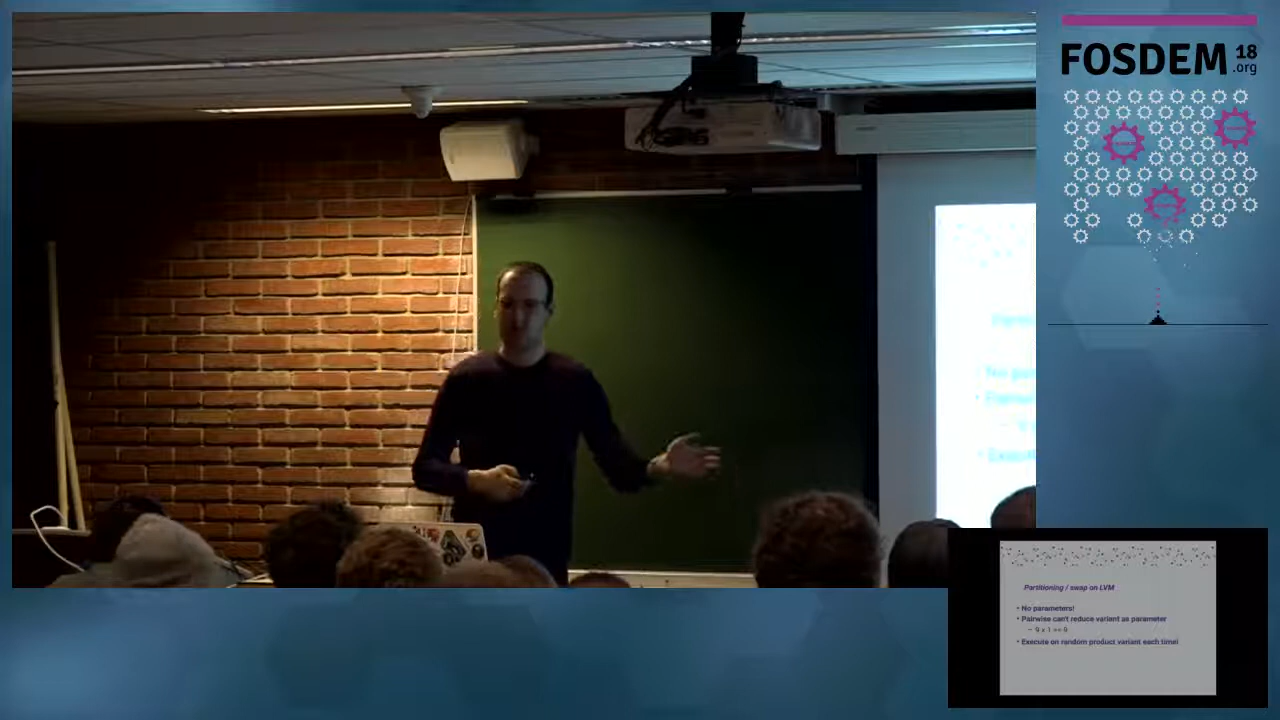 FOSDEM 18
.org
Partitioning / swap on LVM
• No parameters!
• Pairwise can't reduce variant as parameter
• Execute on random product variant each time!